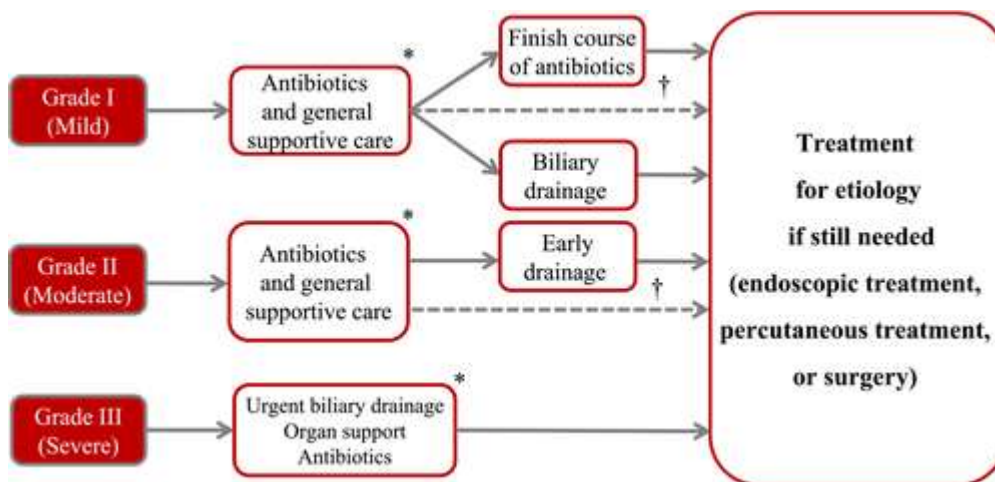 Grade I
(Mild)
Antibiotics
and general
supportive care
*
Finish course
of antibiotics
†
Biliary
drainage
Grade II
(Moderate)
Antibiotics
and general
supportive care
*
Early
drainage
†
Grade III
(Severe)
Urgent biliary drainage
Organ support
Antibiotics
*
Treatment
for etiology
if still needed
(endoscopic treatment,
percutaneous treatment,
or surgery)